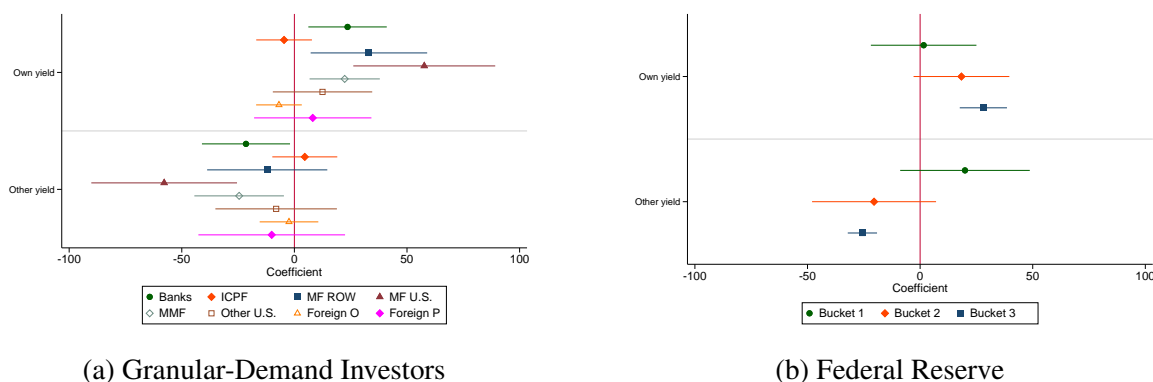 Own yield
Other yield
-100 -50 0 50 100
Coefficient
Banks ICPF MF ROW MF U.S.
MMF Other U.S. Foreign O Foreign P
(a) Granular-Demand Investors
Own yield
Other yield
-100 -50 0 50 100
Coefficient
Bucket 1 Bucket 2 Bucket 3
(b) Federal Reserve